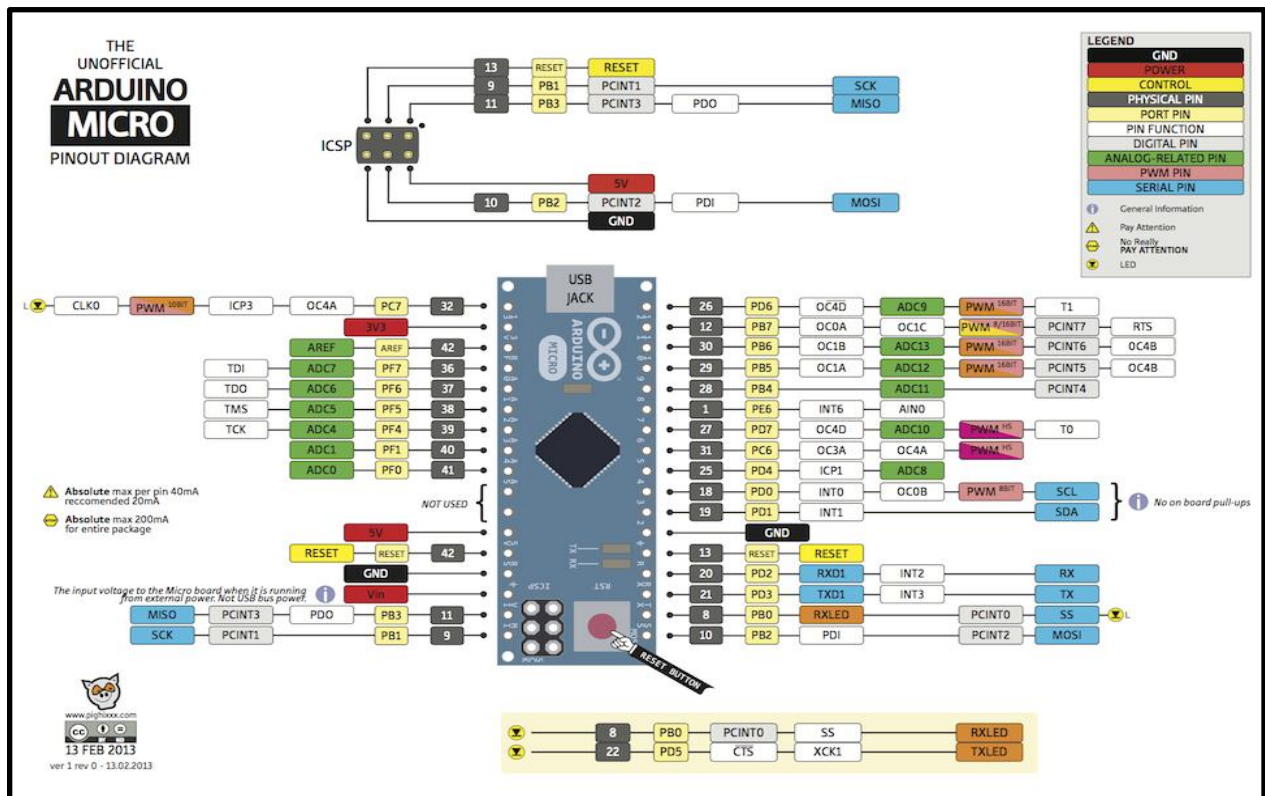 THE
UNOFFICIAL
ARDUINO
MICRO
PINOUT DIAGRAM
13 RESET RESET
9 PB1 PCINT1 SCK
11 PB3 PCINT3 PDO MISO
ICSP
5V
10 PB2 PCINT2 PDI MOSI
GND
LEGEND
GND
POWER
CONTROL
PHYSICAL PIN
PORT PIN
PIN FUNCTION
DIGITAL PIN
ANALOG-RELATED PIN
PWM PIN
SERIAL PIN
General Information
Pay Attention
No Really
PAY ATTENTION
LED
USB
JACK
ARDUINO
MICRO
TX
RX
ICSP
RST
RESET BUTTON
L CLK0 PWM 10BIT ICP3 OC4A PC7 32
3V3
AREF AREF 42
TDI ADC7 PF7 36
TDO ADC6 PF6 37
TMS ADC5 PF5 38
TCK ADC4 PF4 39
ADC1 PF1 40
ADC0 PF0 41
NOT USED
5V
RESET RESET 42
GND
Vin
MISO PCINT3 PDO PB3 11
SCK PCINT1 PB1 9
Absolute max per pin 40mA
reccomended 20mA
Absolute max 200mA
for entire package
The input voltage to the Micro board when it is running
from external power. Not USB bus power.
26 PD6 OC4D ADC9 PWM 16BIT T1
12 PB7 OC0A OC1C PWM 8/16BIT PCINT7 RTS
30 PB6 OC1B ADC13 PWM 16BIT PCINT6 OC4B
29 PB5 OC1A ADC12 PWM 16BIT PCINT5 OC4B
28 PB4 ADC11 PCINT4
1 PE6 INT6 AIN0
27 PD7 OC4D ADC10 PWM HS T0
31 PC6 OC3A OC4A PWM HS
25 PD4 ICP1 ADC8
18 PD0 INT0 OC0B PWM 8BIT SCL
19 PD1 INT1 SDA
No on board pull-ups
GND
13 RESET RESET
20 PD2 RXD1 INT2 RX
21 PD3 TXD1 INT3 TX
8 PB0 RXLED PCINT0 SS L
10 PB2 PDI PCINT2 MOSI
8 PB0 PCINT0 SS RXLED
22 PD5 CTS XCK1 TXLED
www.pighixxx.com
cc
13 FEB 2013
ver 1 rev 0 - 13.02.2013